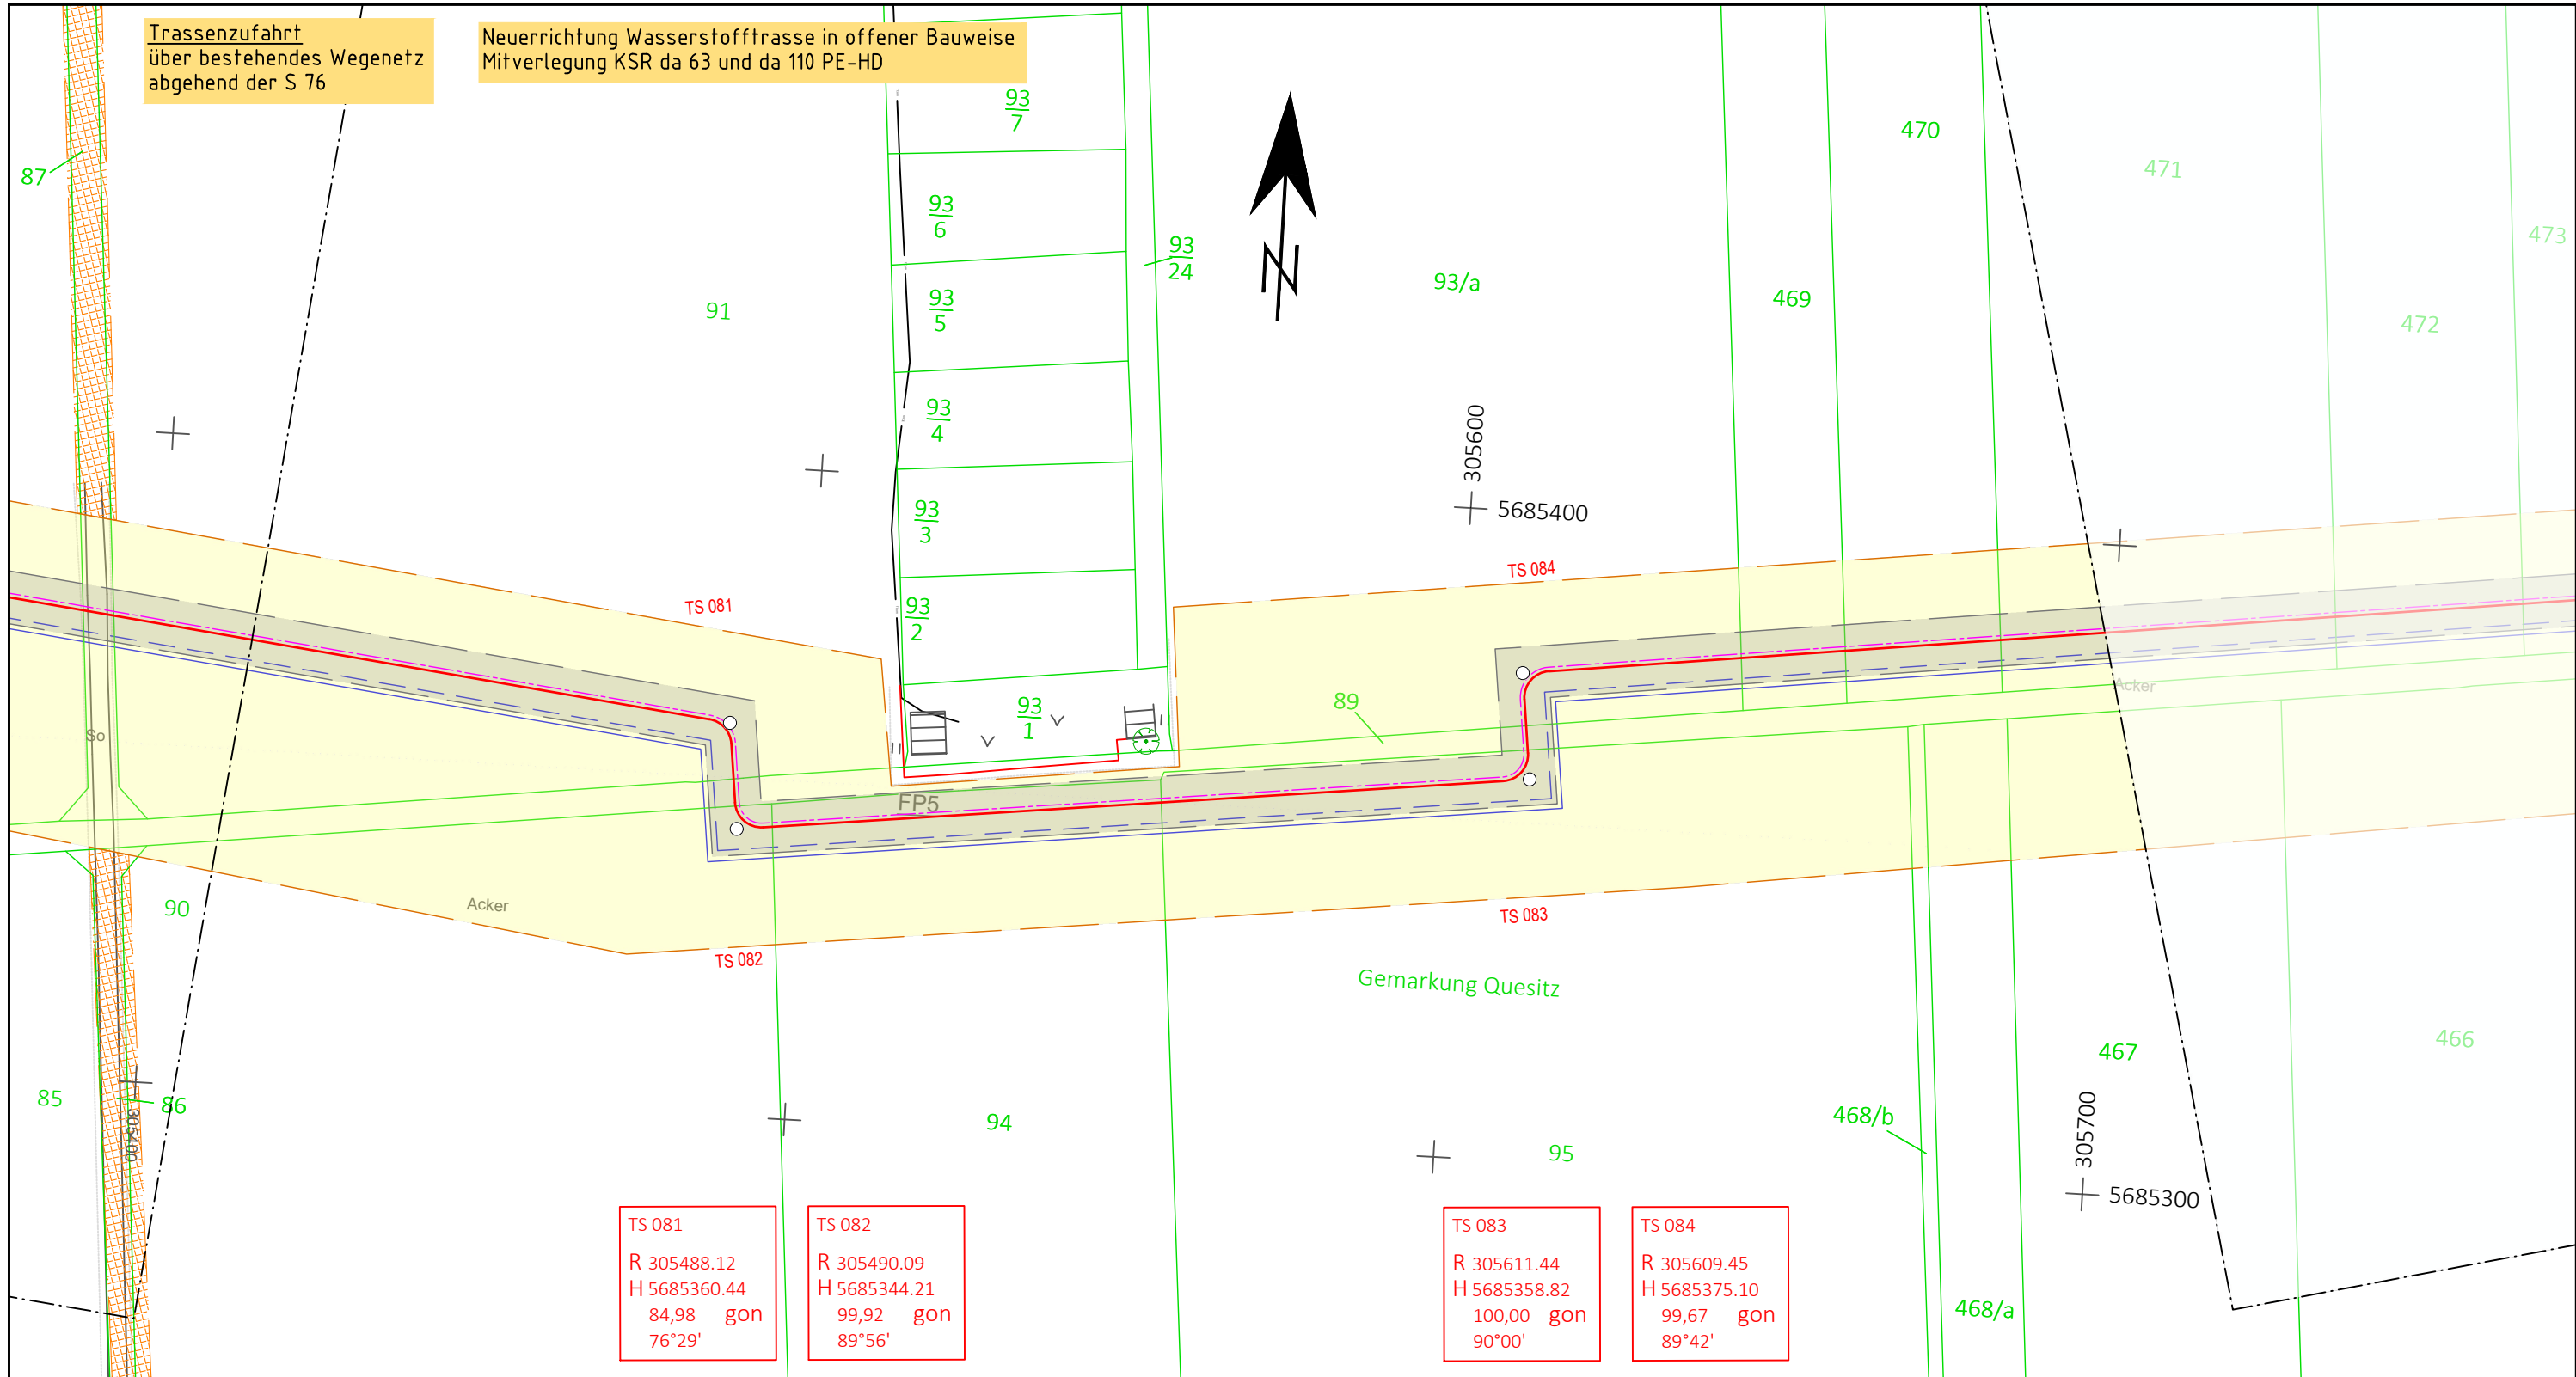 Trassenzufahrt
über bestehendes Wegenetz
abgehend der S 76
Neuerrichtung Wasserstofftrasse in offener Bauweise
Mitverlegung KSR da 63 und da 110 PE-HD
93
7
470
471
87
93
6
473
93
24
93/a
91
93
5
469
472
93
4
305600
5685400
93
3
TS 084
TS 081
93
2
Acker
89
93
1
So
FP5
90
Acker
TS 083
TS 082
Gemarkung Quesitz
466
467
85
86
305400
94
468/b
95
305700
5685300
468/a
TS 081
R 305488.12
H 5685360.44
84,98 gon
76°29'
TS 082
R 305490.09
H 5685344.21
99,92 gon
89°56'
TS 083
R 305611.44
H 5685358.82
100,00 gon
90°00'
TS 084
R 305609.45
H 5685375.10
99,67 gon
89°42'
N